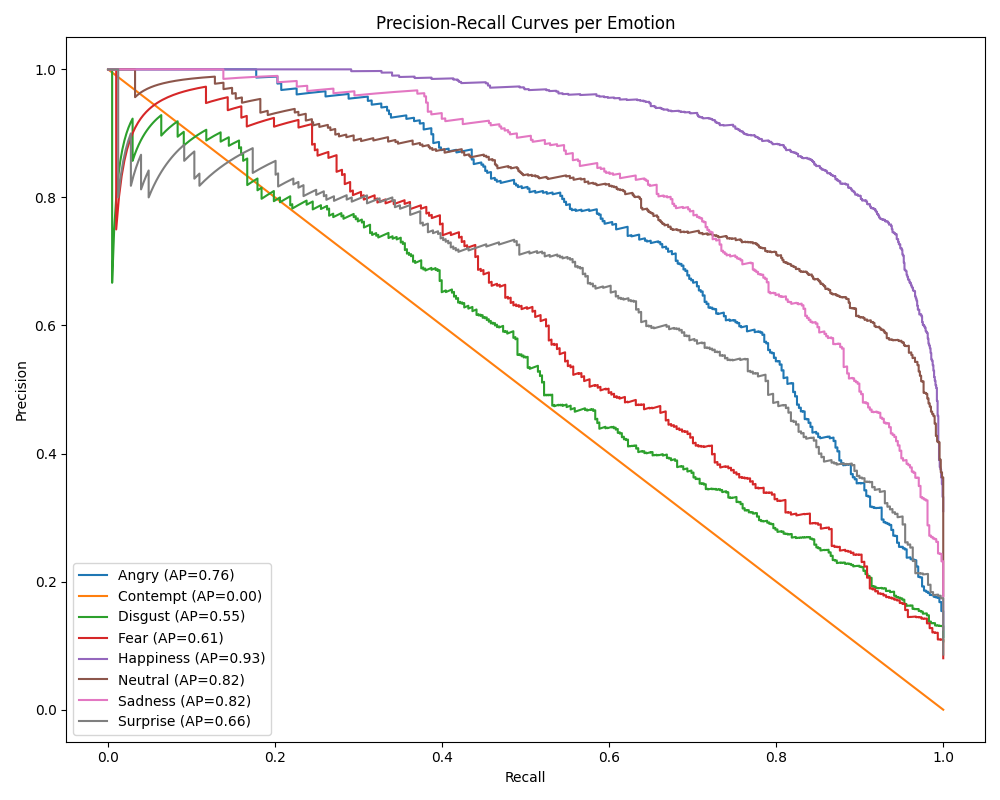 Precision-Recall Curves per Emotion
1.0
0.8
0.6
0.4
0.2
0.0
Precision
Angry (AP=0.76)
Contempt (AP=0.00)
Disgust (AP=0.55)
Fear (AP=0.61)
Happiness (AP=0.93)
Neutral (AP=0.82)
Sadness (AP=0.82)
Surprise (AP=0.66)
0.0 0.2 0.4 0.6 0.8 1.0
Recall